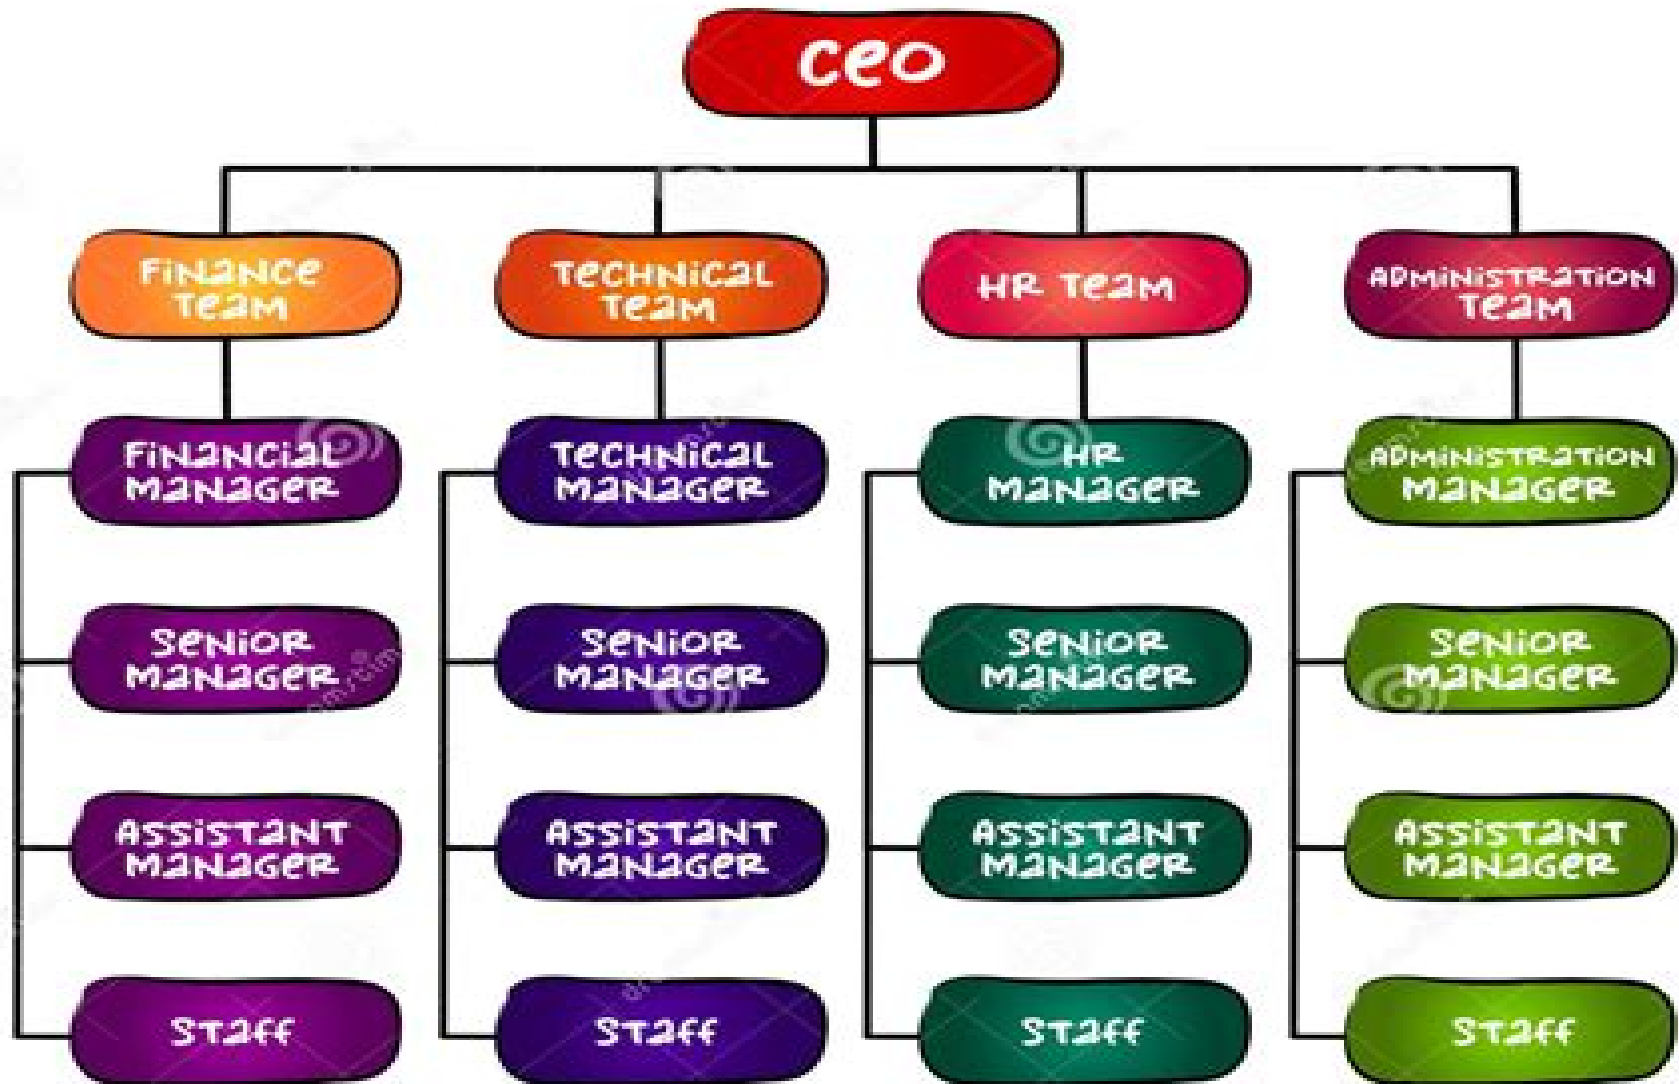 CEO
FINANCE
TEAM
TECHNICAL
TEAM
HR TEAM
ADMINISTRATION
TEAM
FINANCIAL
MANAGER
TECHNICAL
MANAGER
HR
MANAGER
ADMINISTRATION
MANAGER
SENIOR
MANAGER
SENIOR
MANAGER
SENIOR
MANAGER
SENIOR
MANAGER
ASSISTANT
MANAGER
ASSISTANT
MANAGER
ASSISTANT
MANAGER
ASSISTANT
MANAGER
STAFF
STAFF
STAFF
STAFF